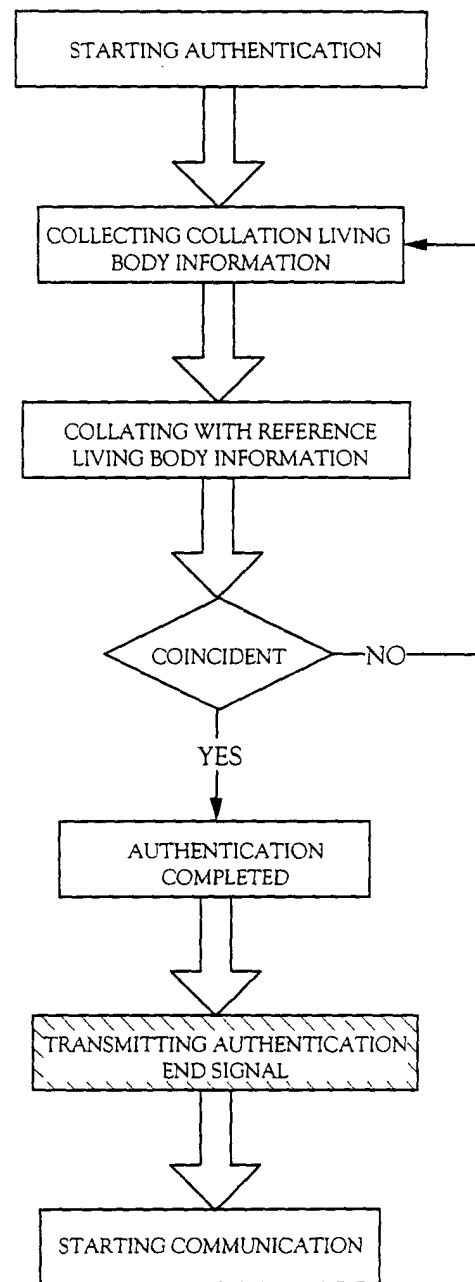 STARTING AUTHENTICATION
COLLECTING COLLATION LIVING
BODY INFORMATION
COLLATING WITH REFERENCE
LIVING BODY INFORMATION
COINCIDENT
NO
YES
AUTHENTICATION
COMPLETED
TRANSMITTING AUTHENTICATION
END SIGNAL
STARTING COMMUNICATION